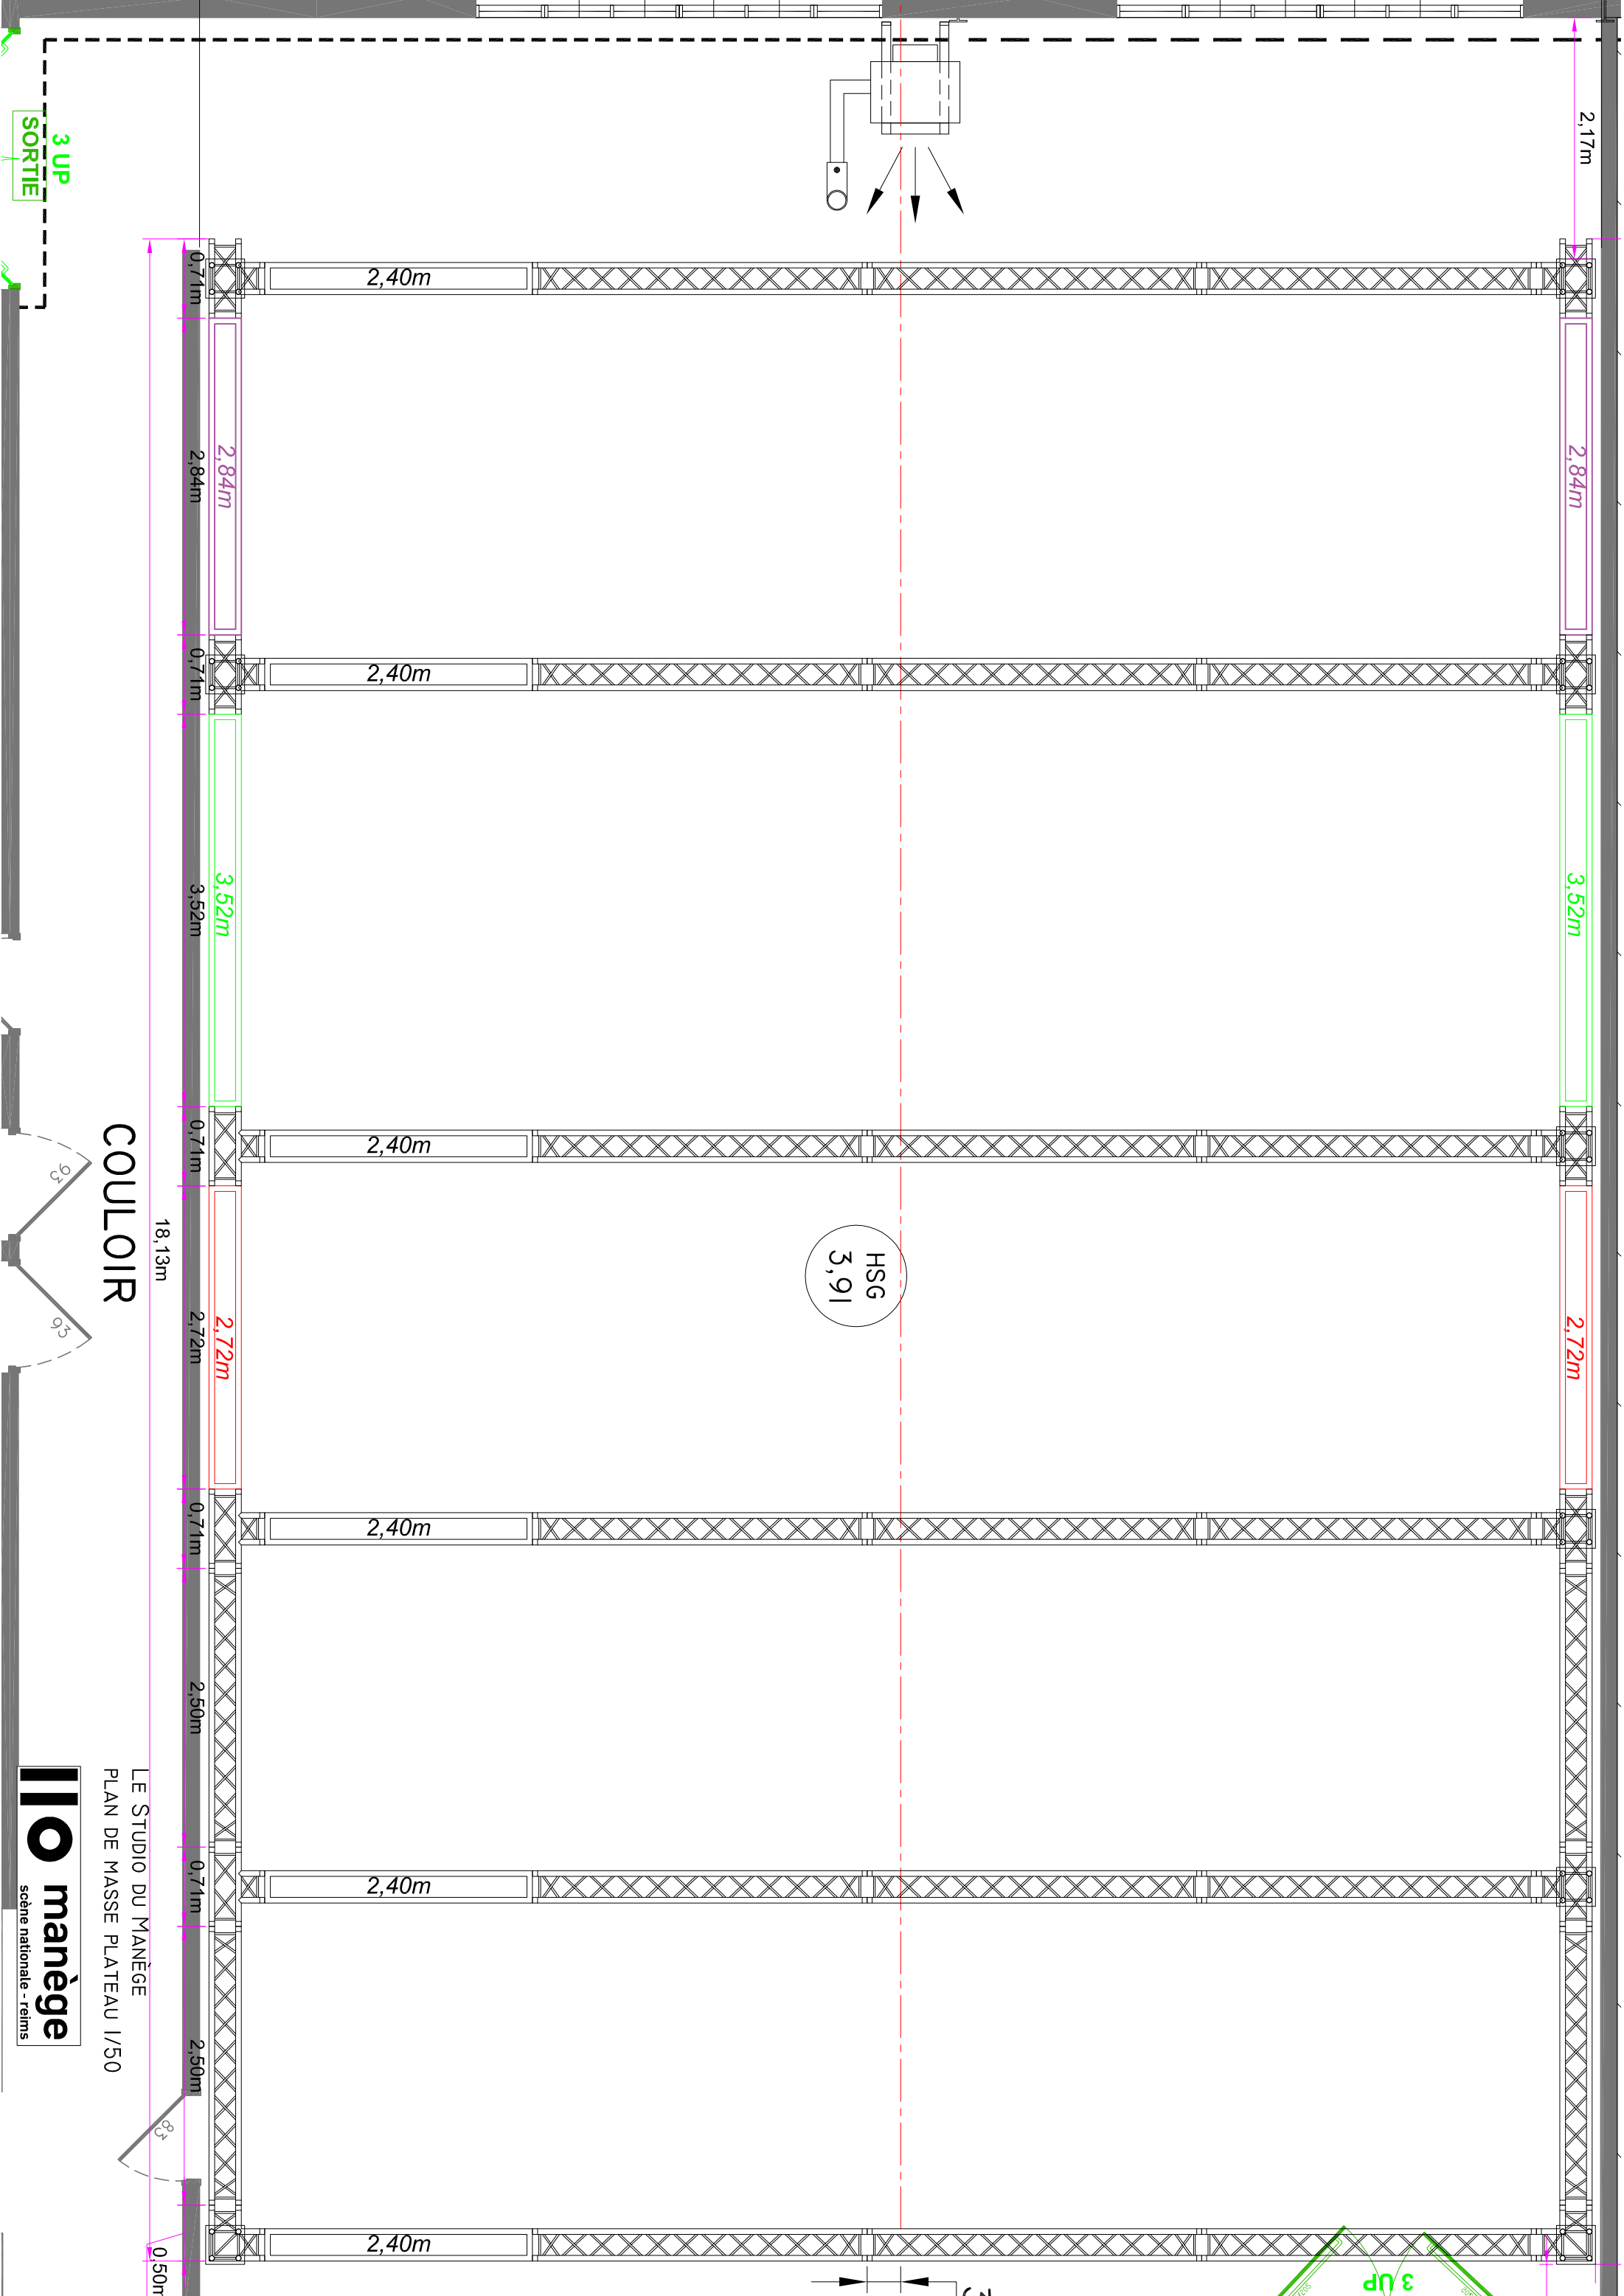 2,17m
3 UP
SORTIE
0,71m
2,40m
2,84m
2,84m
2,84m
0,71m
2,40m
3,52m
3,52m
3,52m
0,71m
2,40m
93
93
COULOIR
18,13m
HSG
3,91
2,72m
2,72m
2,72m
0,71m
2,40m
2,50m
0,71m
2,40m
LE STUDIO DU MANÈGE
PLAN DE MASSE PLATEAU 1/50
manège
scène nationale - reims
2,50m
83
2,40m
0,50m
3 UP